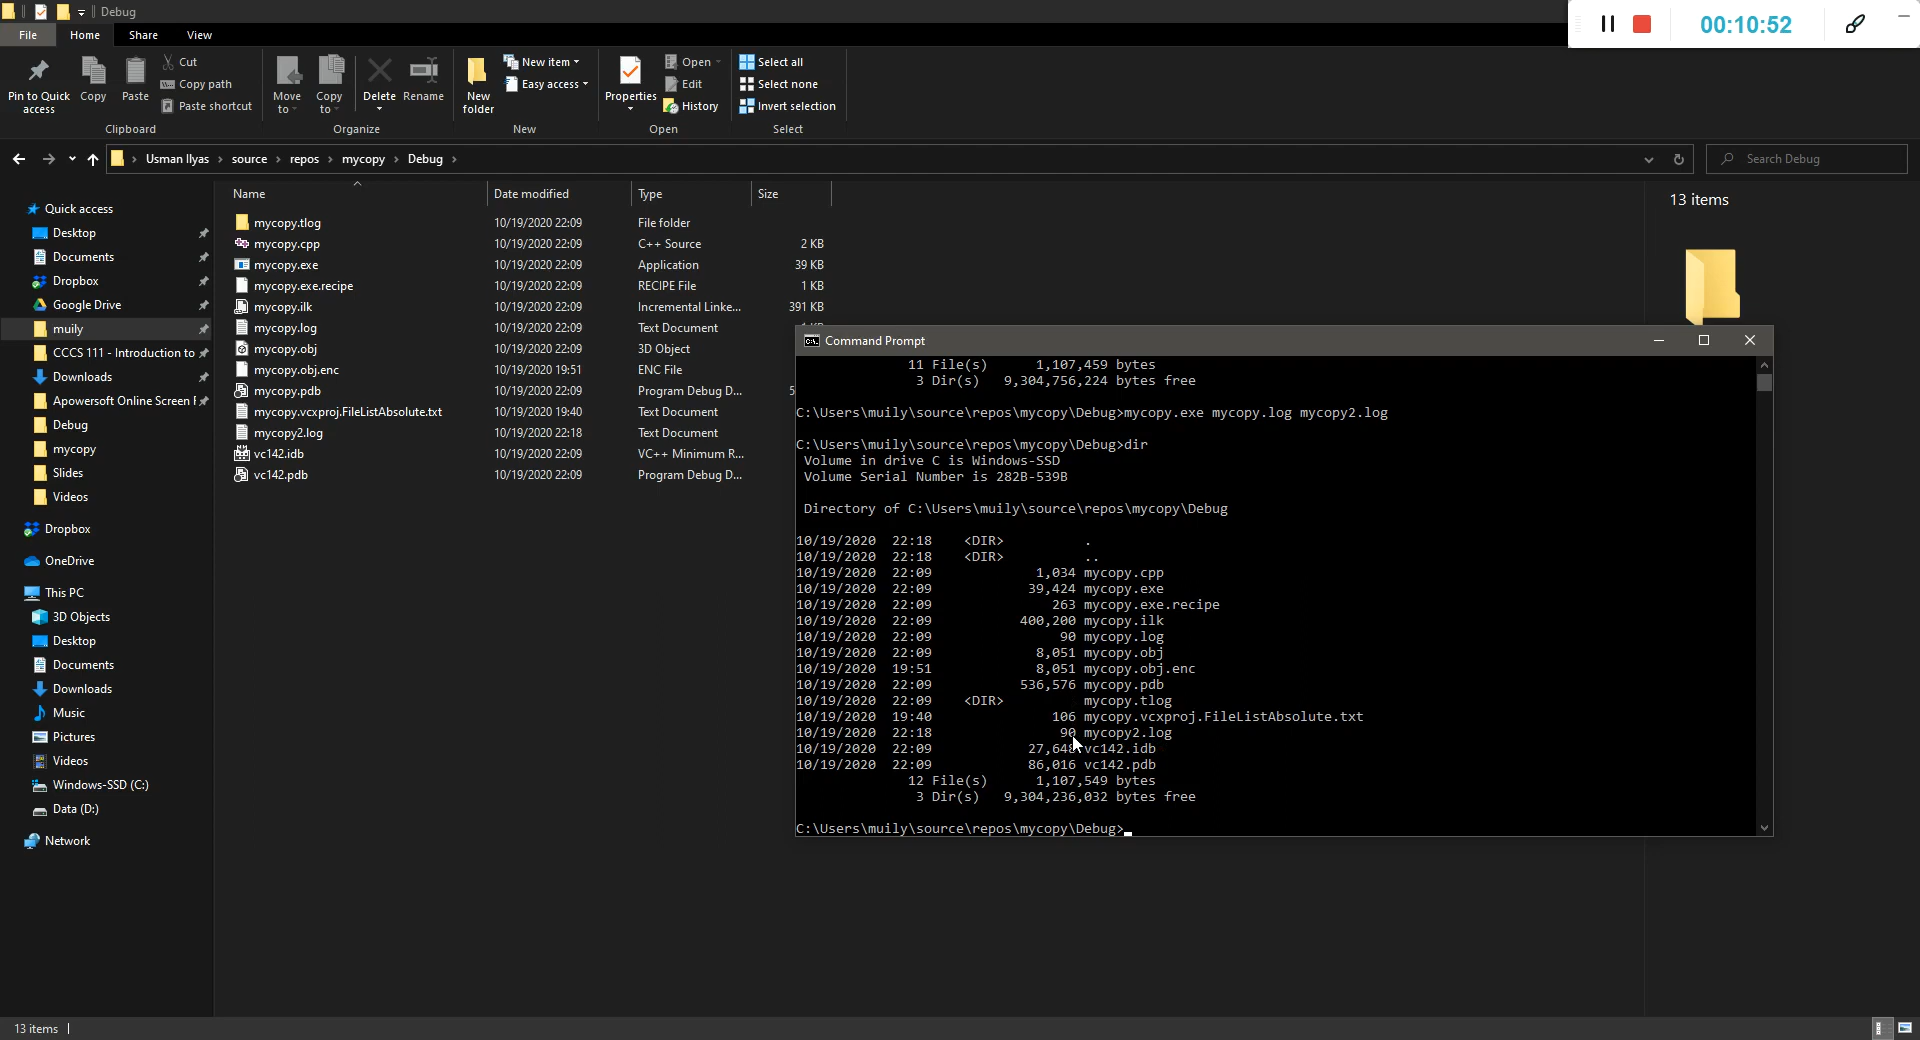 Debug
File Home Share View
00:10:52
Pin to Quick access
Copy
Paste
Cut
Copy path
Paste shortcut
Clipboard
Move to
Copy to
Delete
Rename
Organize
New folder
New item
Easy access
New
Properties
Open
Edit
History
Open
Select all
Select none
Invert selection
Select
Usman Ilyas > source > repos > mycopy > Debug >
Search Debug
Quick access
Desktop
Documents
Dropbox
Google Drive
muily
CCCS 111 - Introduction to
Downloads
Apowersoft Online Screen
Debug
mycopy
Slides
Videos
Dropbox
OneDrive
This PC
3D Objects
Desktop
Documents
Downloads
Music
Pictures
Videos
Windows-SSD (C:)
Data (D:)
Network
Name Date modified Type Size
mycopy.tlog 10/19/2020 22:09 File folder
mycopy.cpp 10/19/2020 22:09 C++ Source 2 KB
mycopy.exe 10/19/2020 22:09 Application 39 KB
mycopy.exe.recipe 10/19/2020 22:09 RECIPE File 1 KB
mycopy.ilk 10/19/2020 22:09 Incremental Linke... 391 KB
mycopy.log 10/19/2020 22:09 Text Document 1 KB
mycopy.obj 10/19/2020 22:09 3D Object
mycopy.obj.enc 10/19/2020 19:51 ENC File
mycopy.pdb 10/19/2020 22:09 Program Debug D... 5
mycopy.vcxproj.FileListAbsolute.txt 10/19/2020 19:40 Text Document
mycopy2.log 10/19/2020 22:18 Text Document
vc142.idb 10/19/2020 22:09 VC++ Minimum R...
vc142.pdb 10/19/2020 22:09 Program Debug D...
13 items
Command Prompt
11 File(s) 1,107,459 bytes
3 Dir(s) 9,304,756,224 bytes free
C:\Users\muily\source\repos\mycopy\Debug>mycopy.exe mycopy.log mycopy2.log
C:\Users\muily\source\repos\mycopy\Debug>dir
Volume in drive C is Windows-SSD
Volume Serial Number is 282B-539B
Directory of C:\Users\muily\source\repos\mycopy\Debug
10/19/2020 22:18 <DIR> .
10/19/2020 22:18 <DIR> ..
10/19/2020 22:09 1,034 mycopy.cpp
10/19/2020 22:09 39,424 mycopy.exe
10/19/2020 22:09 263 mycopy.exe.recipe
10/19/2020 22:09 400,200 mycopy.ilk
10/19/2020 22:09 90 mycopy.log
10/19/2020 22:09 8,051 mycopy.obj
10/19/2020 19:51 8,051 mycopy.obj.enc
10/19/2020 22:09 536,576 mycopy.pdb
10/19/2020 22:09 <DIR> mycopy.tlog
10/19/2020 19:40 106 mycopy.vcxproj.FileListAbsolute.txt
10/19/2020 22:18 90 mycopy2.log
10/19/2020 22:09 27,648 vc142.idb
10/19/2020 22:09 86,016 vc142.pdb
12 File(s) 1,107,549 bytes
3 Dir(s) 9,304,236,032 bytes free
C:\Users\muily\source\repos\mycopy\Debug>
13 items